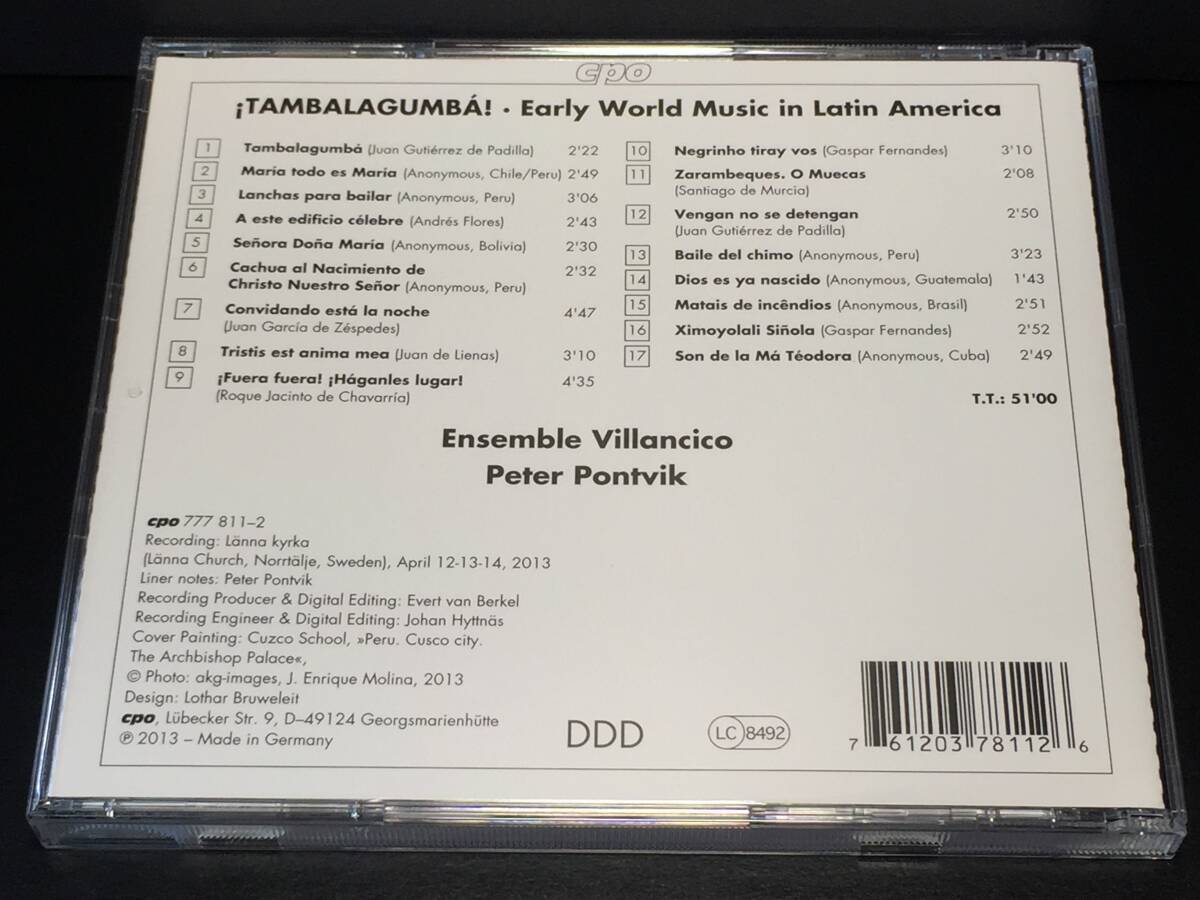 cpo
¡TAMBALAGUMBÁ! · Early World Music in Latin America
1 Tambalagumbá (Juan Gutiérrez de Padilla) 2'22
2 María todo es María (Anonymous, Chile/Peru) 2'49
3 Lanchas para bailar (Anonymous, Peru) 3'06
4 A este edificio célebre (Andrés Flores) 2'43
5 Señora Doña María (Anonymous, Bolivia) 2'30
6 Cachua al Nacimiento de 2'32
Christo Nuestro Señor (Anonymous, Peru)
7 Convidando está la noche 4'47
(Juan García de Zéspedes)
8 Tristis est anima mea (Juan de Lienas) 3'10
9 ¡Fuera fuera! ¡Háganles lugar! 4'35
(Roque Jacinto de Chavarría)
10 Negrinho tiray vos (Gaspar Fernandes) 3'10
11 Zarambeques. O Muecas 2'08
(Santiago de Murcia)
12 Vengan no se detengan 2'50
(Juan Gutiérrez de Padilla)
13 Baile del chimo (Anonymous, Peru) 3'23
14 Dios es ya nascido (Anonymous, Guatemala) 1'43
15 Matais de incêndios (Anonymous, Brasil) 2'51
16 Ximoyolali Siñola (Gaspar Fernandes) 2'52
17 Son de la Má Téodora (Anonymous, Cuba) 2'49
T.T.: 51'00
Ensemble Villancico
Peter Pontvik
cpo 777 811–2
Recording: Länna kyrka
(Länna Church, Norrtälje, Sweden), April 12-13-14, 2013
Liner notes: Peter Pontvik
Recording Producer & Digital Editing: Evert van Berkel
Recording Engineer & Digital Editing: Johan Hyttnäs
Cover Painting: Cuzco School, »Peru. Cusco city.
The Archbishop Palace«,
© Photo: akg-images, J. Enrique Molina, 2013
Design: Lothar Bruweleit
cpo, Lübecker Str. 9, D–49124 Georgsmarienhütte
℗ 2013 – Made in Germany
DDD
LC 8492
7 61203 78112 6